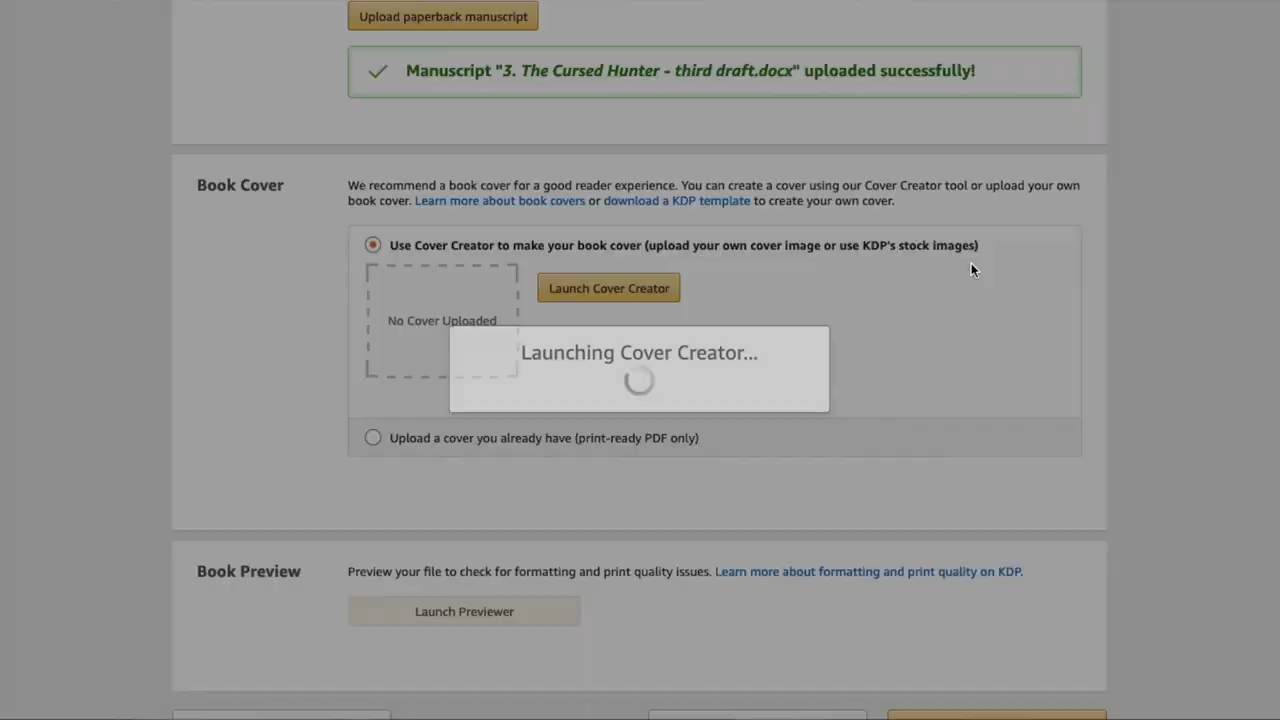 Upload paperback manuscript
Manuscript "3. The Cursed Hunter - third draft.docx" uploaded successfully!
Book Cover
We recommend a book cover for a good reader experience. You can create a cover using our Cover Creator tool or upload your own
book cover. Learn more about book covers or download a KDP template to create your own cover.
Use Cover Creator to make your book cover (upload your own cover image or use KDP's stock images)
Launch Cover Creator
No Cover Uploaded
Launching Cover Creator...
Upload a cover you already have (print-ready PDF only)
Book Preview
Preview your file to check for formatting and print quality issues. Learn more about formatting and print quality on KDP.
Launch Previewer